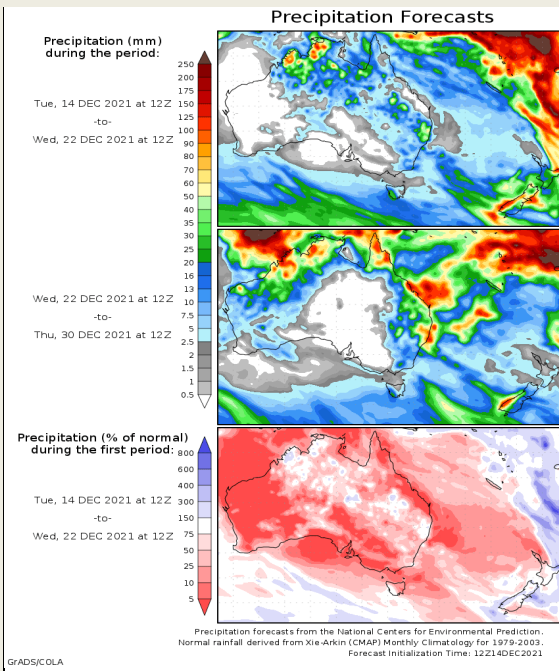 Precipitation Forecasts
Precipitation (mm)
during the period:
Tue, 14 DEC 2021 at 12Z
-to-
Wed, 22 DEC 2021 at 12Z
250
200
175
150
125
100
90
80
70
60
50
40
35
30
25
20
16
13
10
7.5
5
2.5
2
1.5
1
0.5
Wed, 22 DEC 2021 at 12Z
-to-
Thu, 30 DEC 2021 at 12Z
Precipitation (% of normal)
during the first period:
Tue, 14 DEC 2021 at 12Z
-to-
Wed, 22 DEC 2021 at 12Z
800
600
400
300
150
75
50
25
10
5
Precipitation forecasts from the National Centers for Environmental Prediction.
Normal rainfall derived from Xie-Arkin (CMAP) Monthly Climatology for 1979-2003.
Forecast Initialization Time: 12Z14DEC2021
GrADS/COLA